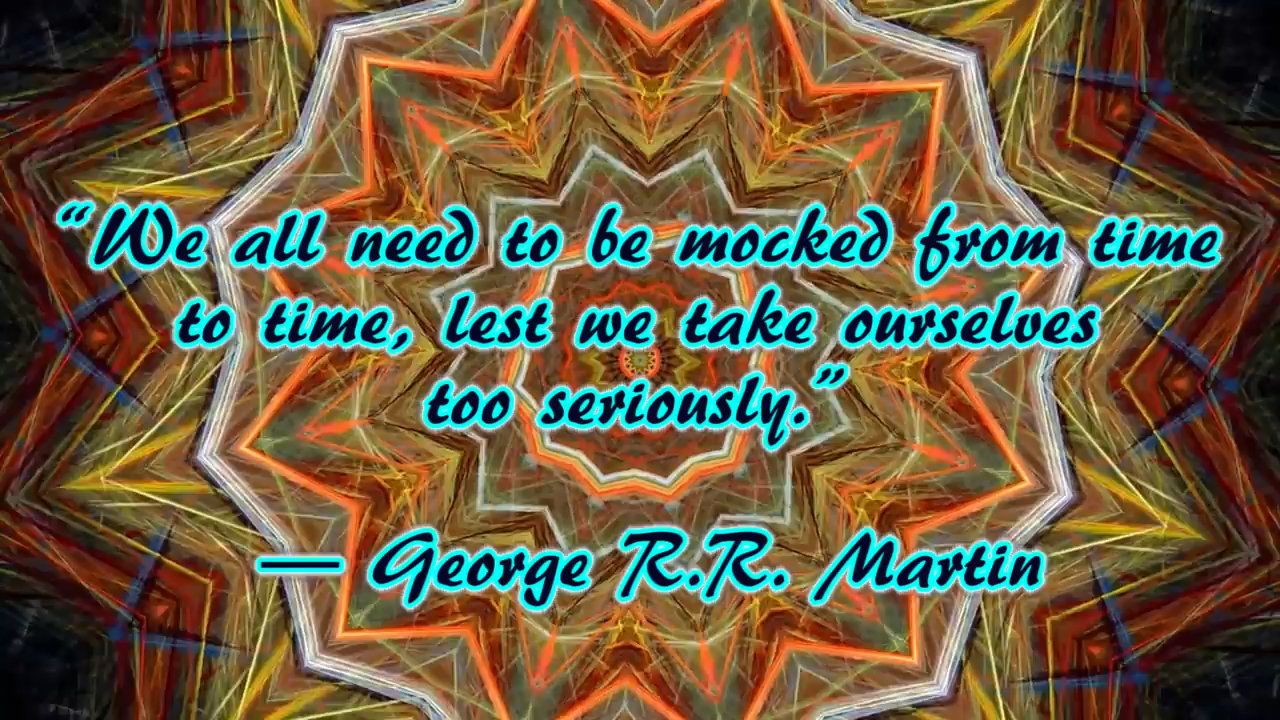 “We all need to be mocked from time
to time, lest we take ourselves
too seriously.”
— George R.R. Martin